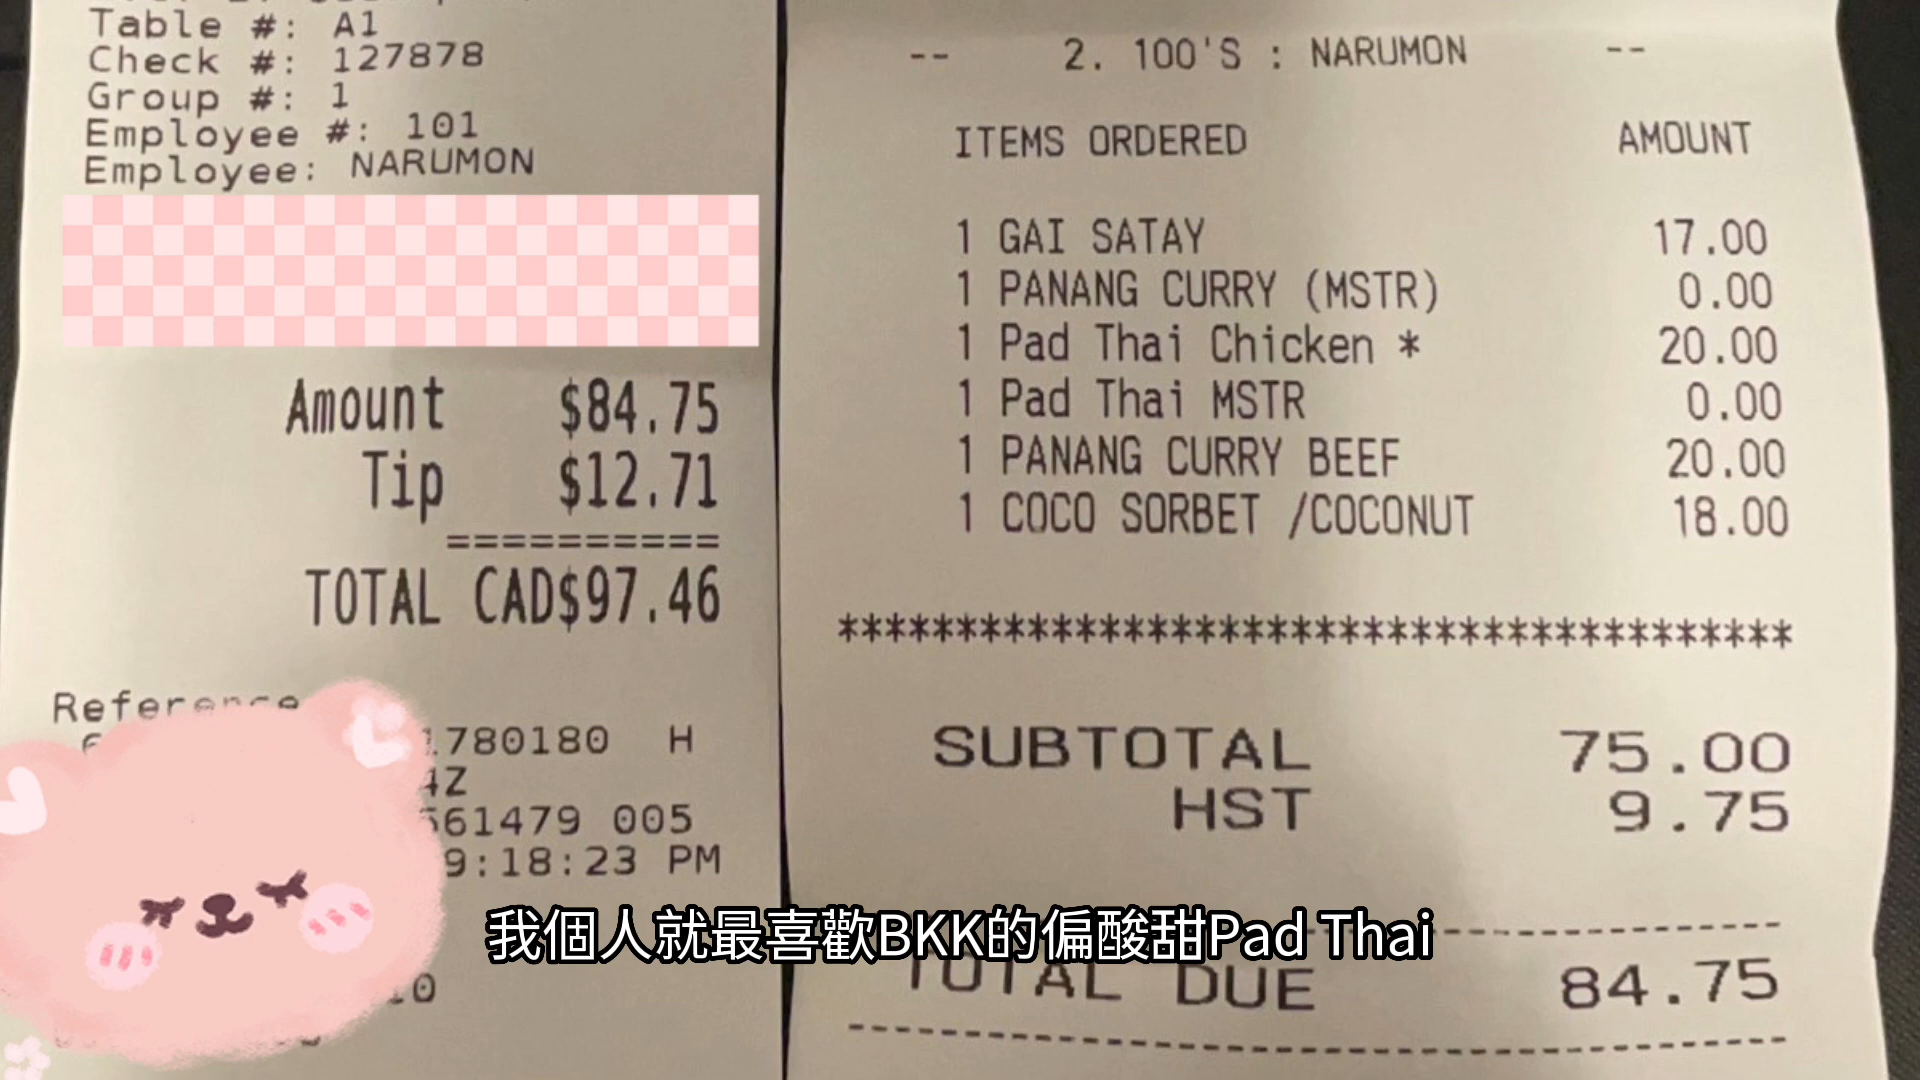 Table #: A1
Check #: 127878
Group #: 1
Employee #: 101
Employee: NARUMON
Amount $84.75
Tip $12.71
==========
TOTAL CAD$97.46
Reference
1780180 H
4Z
61479 005
9:18:23 PM
-- 2. 100'S : NARUMON --
ITEMS ORDERED AMOUNT
1 GAI SATAY 17.00
1 PANANG CURRY (MSTR) 0.00
1 Pad Thai Chicken * 20.00
1 Pad Thai MSTR 0.00
1 PANANG CURRY BEEF 20.00
1 COCO SORBET /COCONUT 18.00
****************************************
SUBTOTAL 75.00
HST 9.75
TOTAL DUE 84.75
我個人就最喜歡BKK的偏酸甜Pad Thai